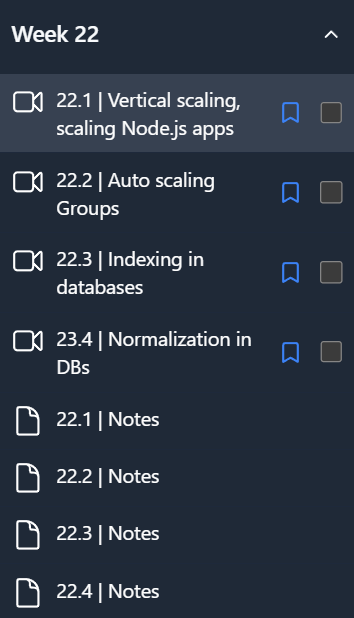 Week 22
22.1 | Vertical scaling,
scaling Node.js apps
22.2 | Auto scaling
Groups
22.3 | Indexing in
databases
23.4 | Normalization in
DBs
22.1 | Notes
22.2 | Notes
22.3 | Notes
22.4 | Notes